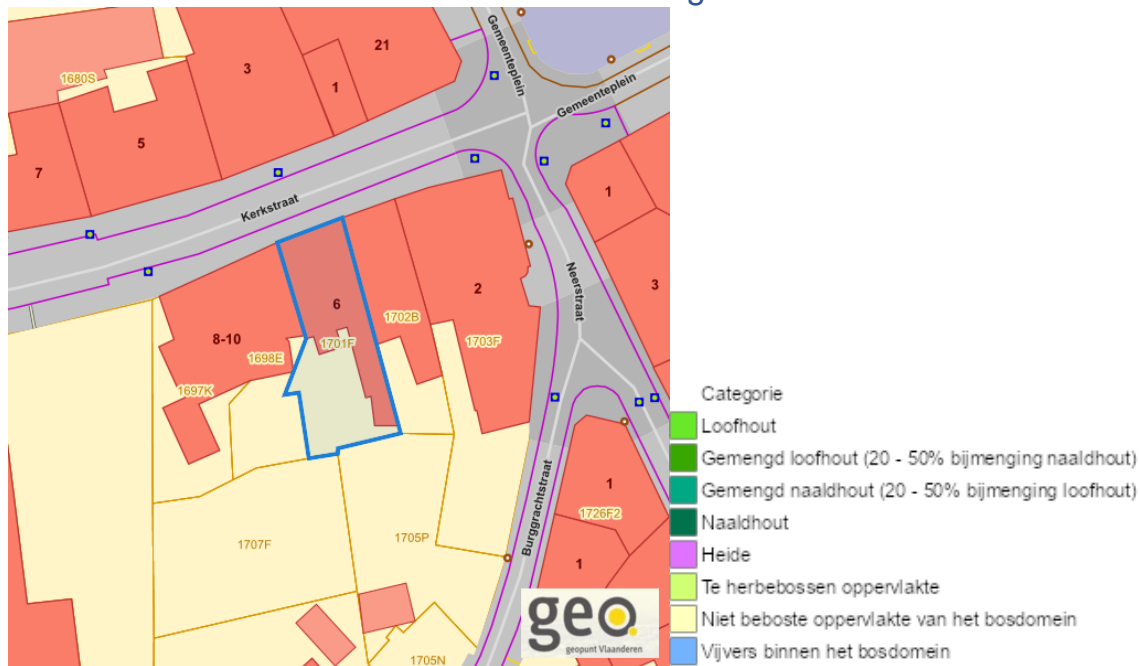 Gemeenteplein
21
3
1
1680S
5
7
Gemeenteplein
Kerkstraat
1
Neerstraat
3
6
2
1702B
8-10
1701F
1698E
1703F
1697K
Burggrachtstraat
1
1726F2
1707F
1705P
1
1705N
geo.
geopunt Vlaanderen
Categorie
Loofhout
Gemengd loofhout (20 - 50% bijmenging naaldhout)
Gemengd naaldhout (20 - 50% bijmenging loofhout)
Naaldhout
Heide
Te herbebossen oppervlakte
Niet beboste oppervlakte van het bosdomein
Vijvers binnen het bosdomein